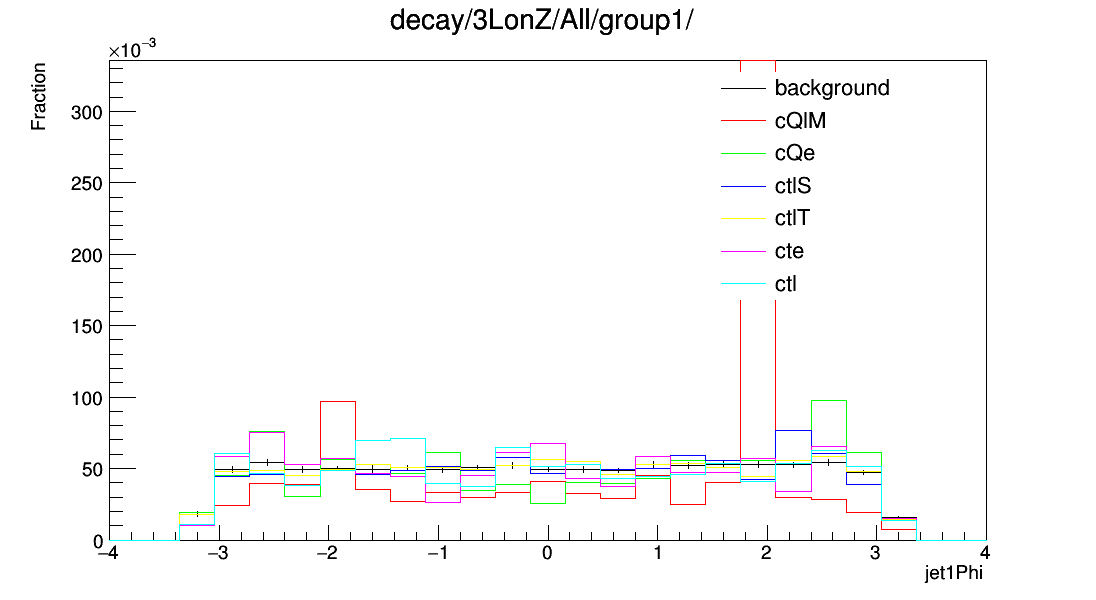 decay/3LonZ/All/group1/
×10⁻³
Fraction
300
250
200
150
100
50
0
background
cQlM
cQe
ctlS
ctlT
cte
ctl
−4 −3 −2 −1 0 1 2 3 4
jet1Phi